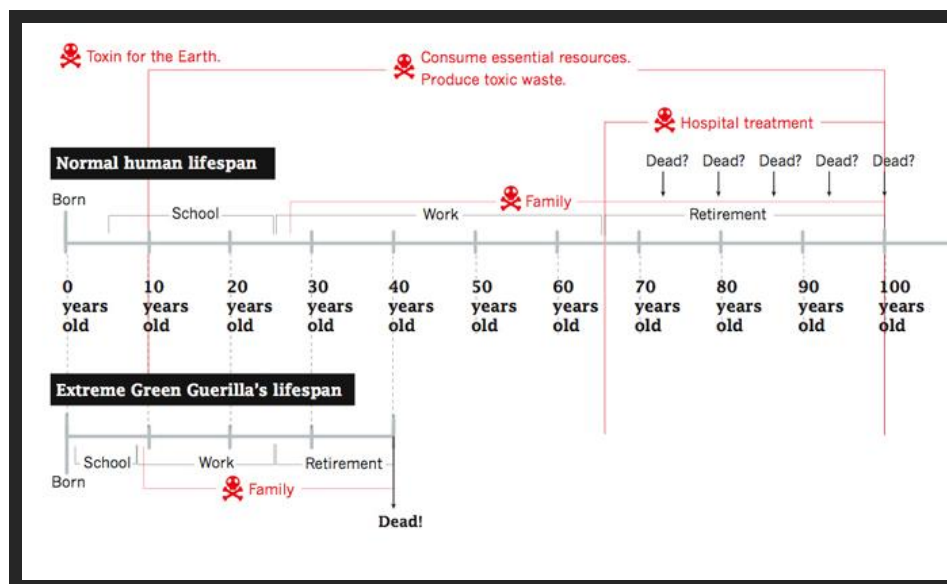 Toxin for the Earth.
Consume essential resources.
Produce toxic waste.
Hospital treatment
Normal human lifespan
Dead? Dead? Dead? Dead? Dead?
Born
Family
School Work Retirement
0 10 20 30 40 50 60 70 80 90 100
years years years years years years years years years years years
old old old old old old old old old old old
Extreme Green Guerilla's lifespan
School Work Retirement
Born
Family
Dead!